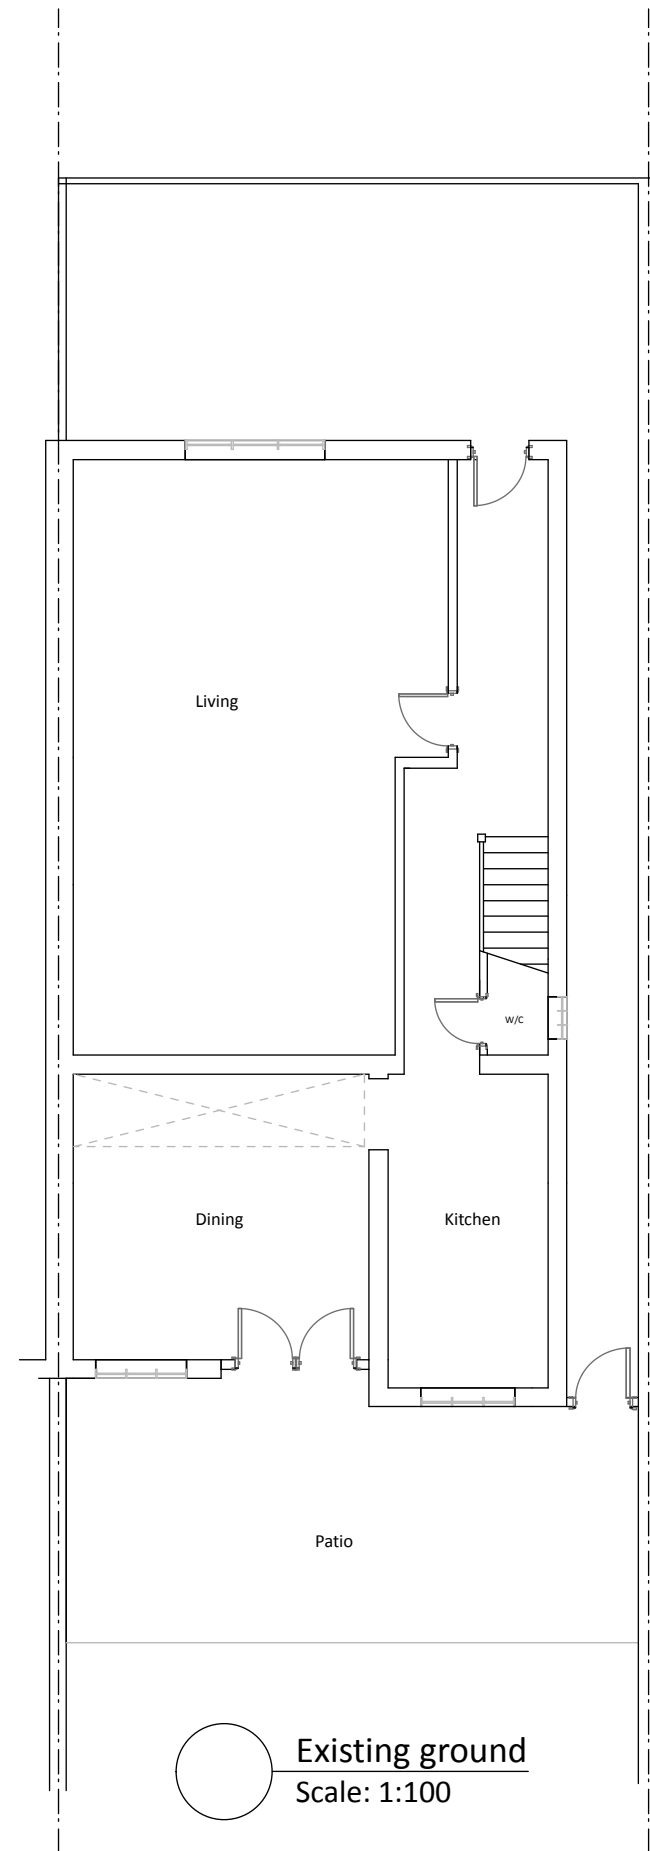 Living
W/C
Dining
Kitchen
Patio
Existing ground
Scale: 1:100